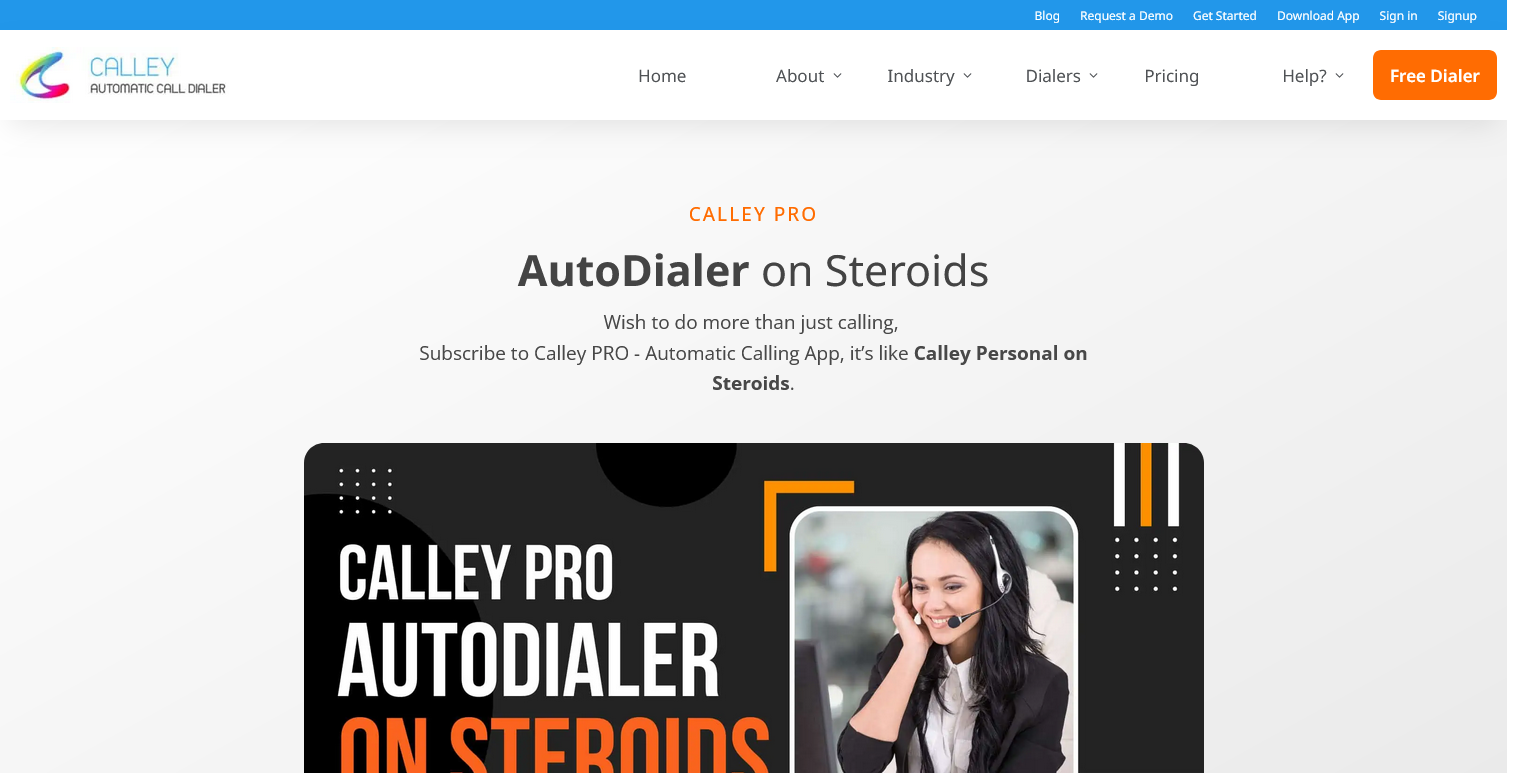 Blog Request a Demo Get Started Download App Sign in Signup
CALLEY
AUTOMATIC CALL DIALER
Home About Industry Dialers Pricing Help? Free Dialer
CALLEY PRO
AutoDialer on Steroids
Wish to do more than just calling,
Subscribe to Calley PRO - Automatic Calling App, it’s like Calley Personal on
Steroids.
CALLEY PRO
AUTODIALER
ON STEROIDS